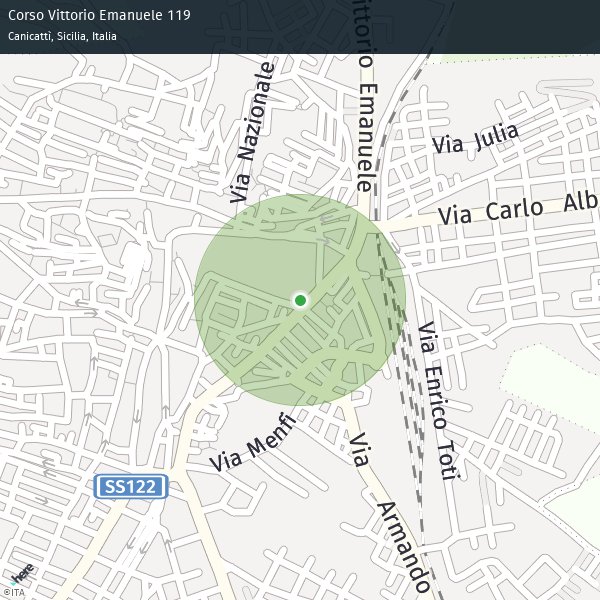 Corso Vittorio Emanuele 119
Canicattì, Sicilia, Italia
Vittorio Emanuele
Via Nazionale
Via Julia
Via Carlo Alb
Via Enrico Toti
Via Menfi
Via Armando
SS122
here
©ITA